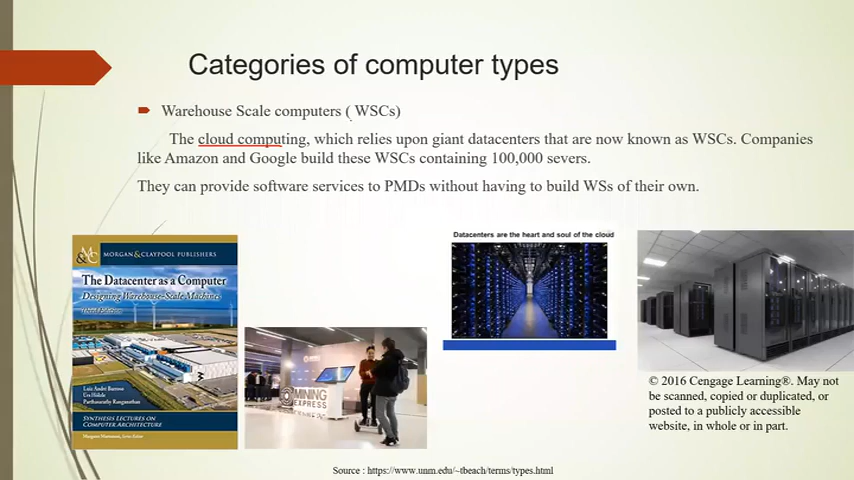 Categories of computer types
Warehouse Scale computers ( WSCs)
The cloud computing, which relies upon giant datacenters that are now known as WSCs. Companies
like Amazon and Google build these WSCs containing 100,000 severs.
They can provide software services to PMDs without having to build WSs of their own.
MORGAN & CLAYPOOL PUBLISHERS
The Datacenter as a Computer
Designing Warehouse-Scale Machines
Third Edition
Luiz André Barroso
Urs Hölzle
Parthasarathy Ranganathan
SYNTHESIS LECTURES ON
COMPUTER ARCHITECTURE
MINING
EXPRESS
Datacenters are the heart and soul of the cloud
© 2016 Cengage Learning®. May not
be scanned, copied or duplicated, or
posted to a publicly accessible
website, in whole or in part.
Source : https://www.unm.edu/~tbeach/terms/types.html